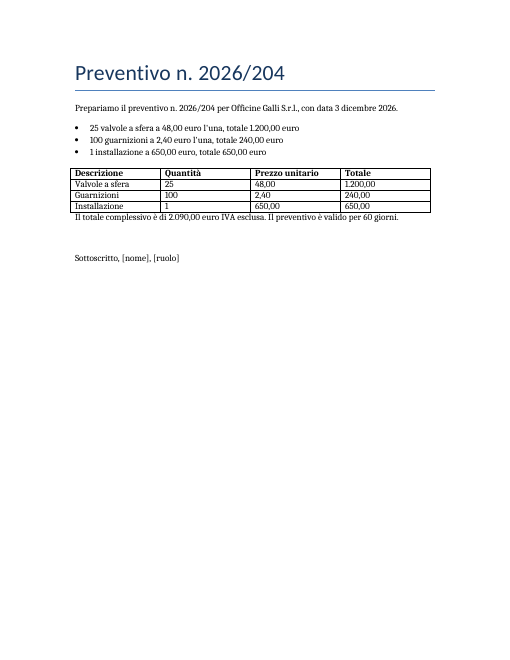 Preventivo n. 2026/204
Prepariamo il preventivo n. 2026/204 per Officine Galli S.r.l., con data 3 dicembre 2026.
• 25 valvole a sfera a 48,00 euro l'una, totale 1.200,00 euro
• 100 guarnizioni a 2,40 euro l'una, totale 240,00 euro
• 1 installazione a 650,00 euro, totale 650,00 euro
Descrizione Quantità Prezzo unitario Totale
Valvole a sfera 25 48,00 1.200,00
Guarnizioni 100 2,40 240,00
Installazione 1 650,00 650,00
Il totale complessivo è di 2.090,00 euro IVA esclusa. Il preventivo è valido per 60 giorni.
Sottoscritto, [nome], [ruolo]